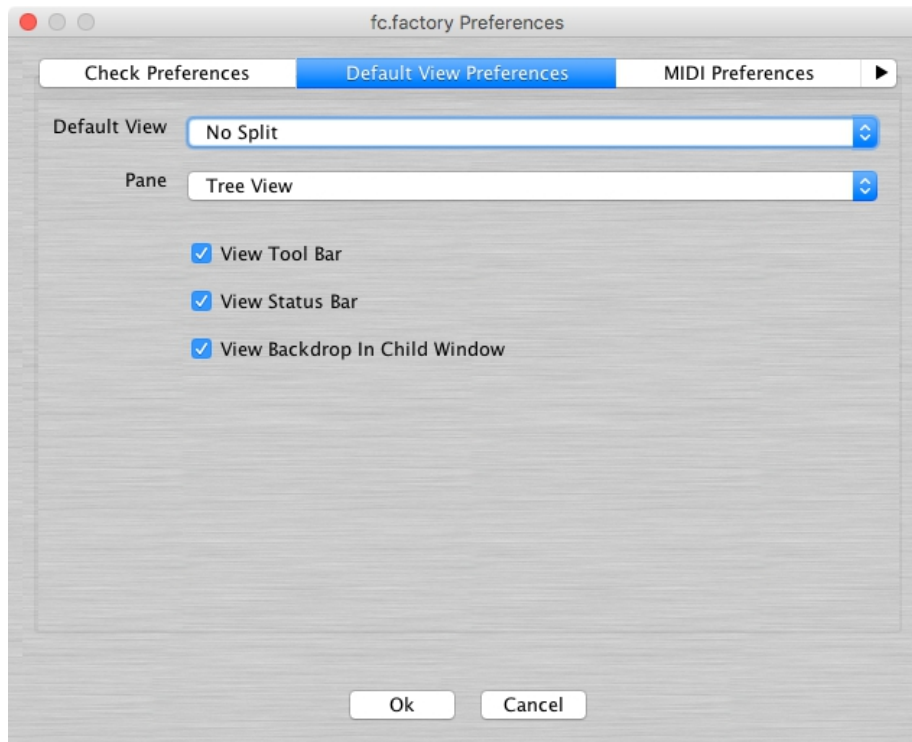 fc.factory Preferences
Check Preferences Default View Preferences MIDI Preferences
Default View No Split
Pane Tree View
View Tool Bar
View Status Bar
View Backdrop In Child Window
Ok Cancel